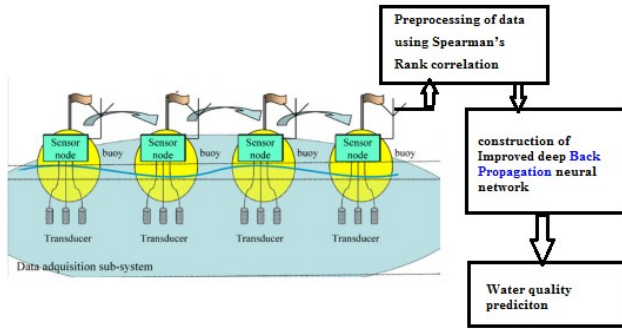 Preprocessing of data
using Spearman's
Rank correlation
Sensor
node
buoy
Sensor
node
buoy
Sensor
node
buoy
Sensor
node
buoy
Transducer
Transducer
Transducer
Transducer
Data adquisition sub-system
construction of
Improved deep Back
Propagation neural
network
Water quality
prediciton